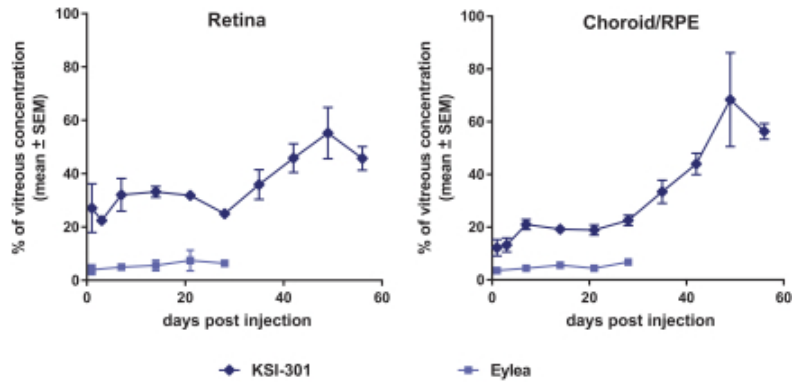 Retina
% of vitreous concentration
(mean ± SEM)
100
80
60
40
20
0
0 20 40 60
days post injection
Choroid/RPE
% of vitreous concentration
(mean ± SEM)
100
80
60
40
20
0
0 20 40 60
days post injection
KSI-301 Eylea